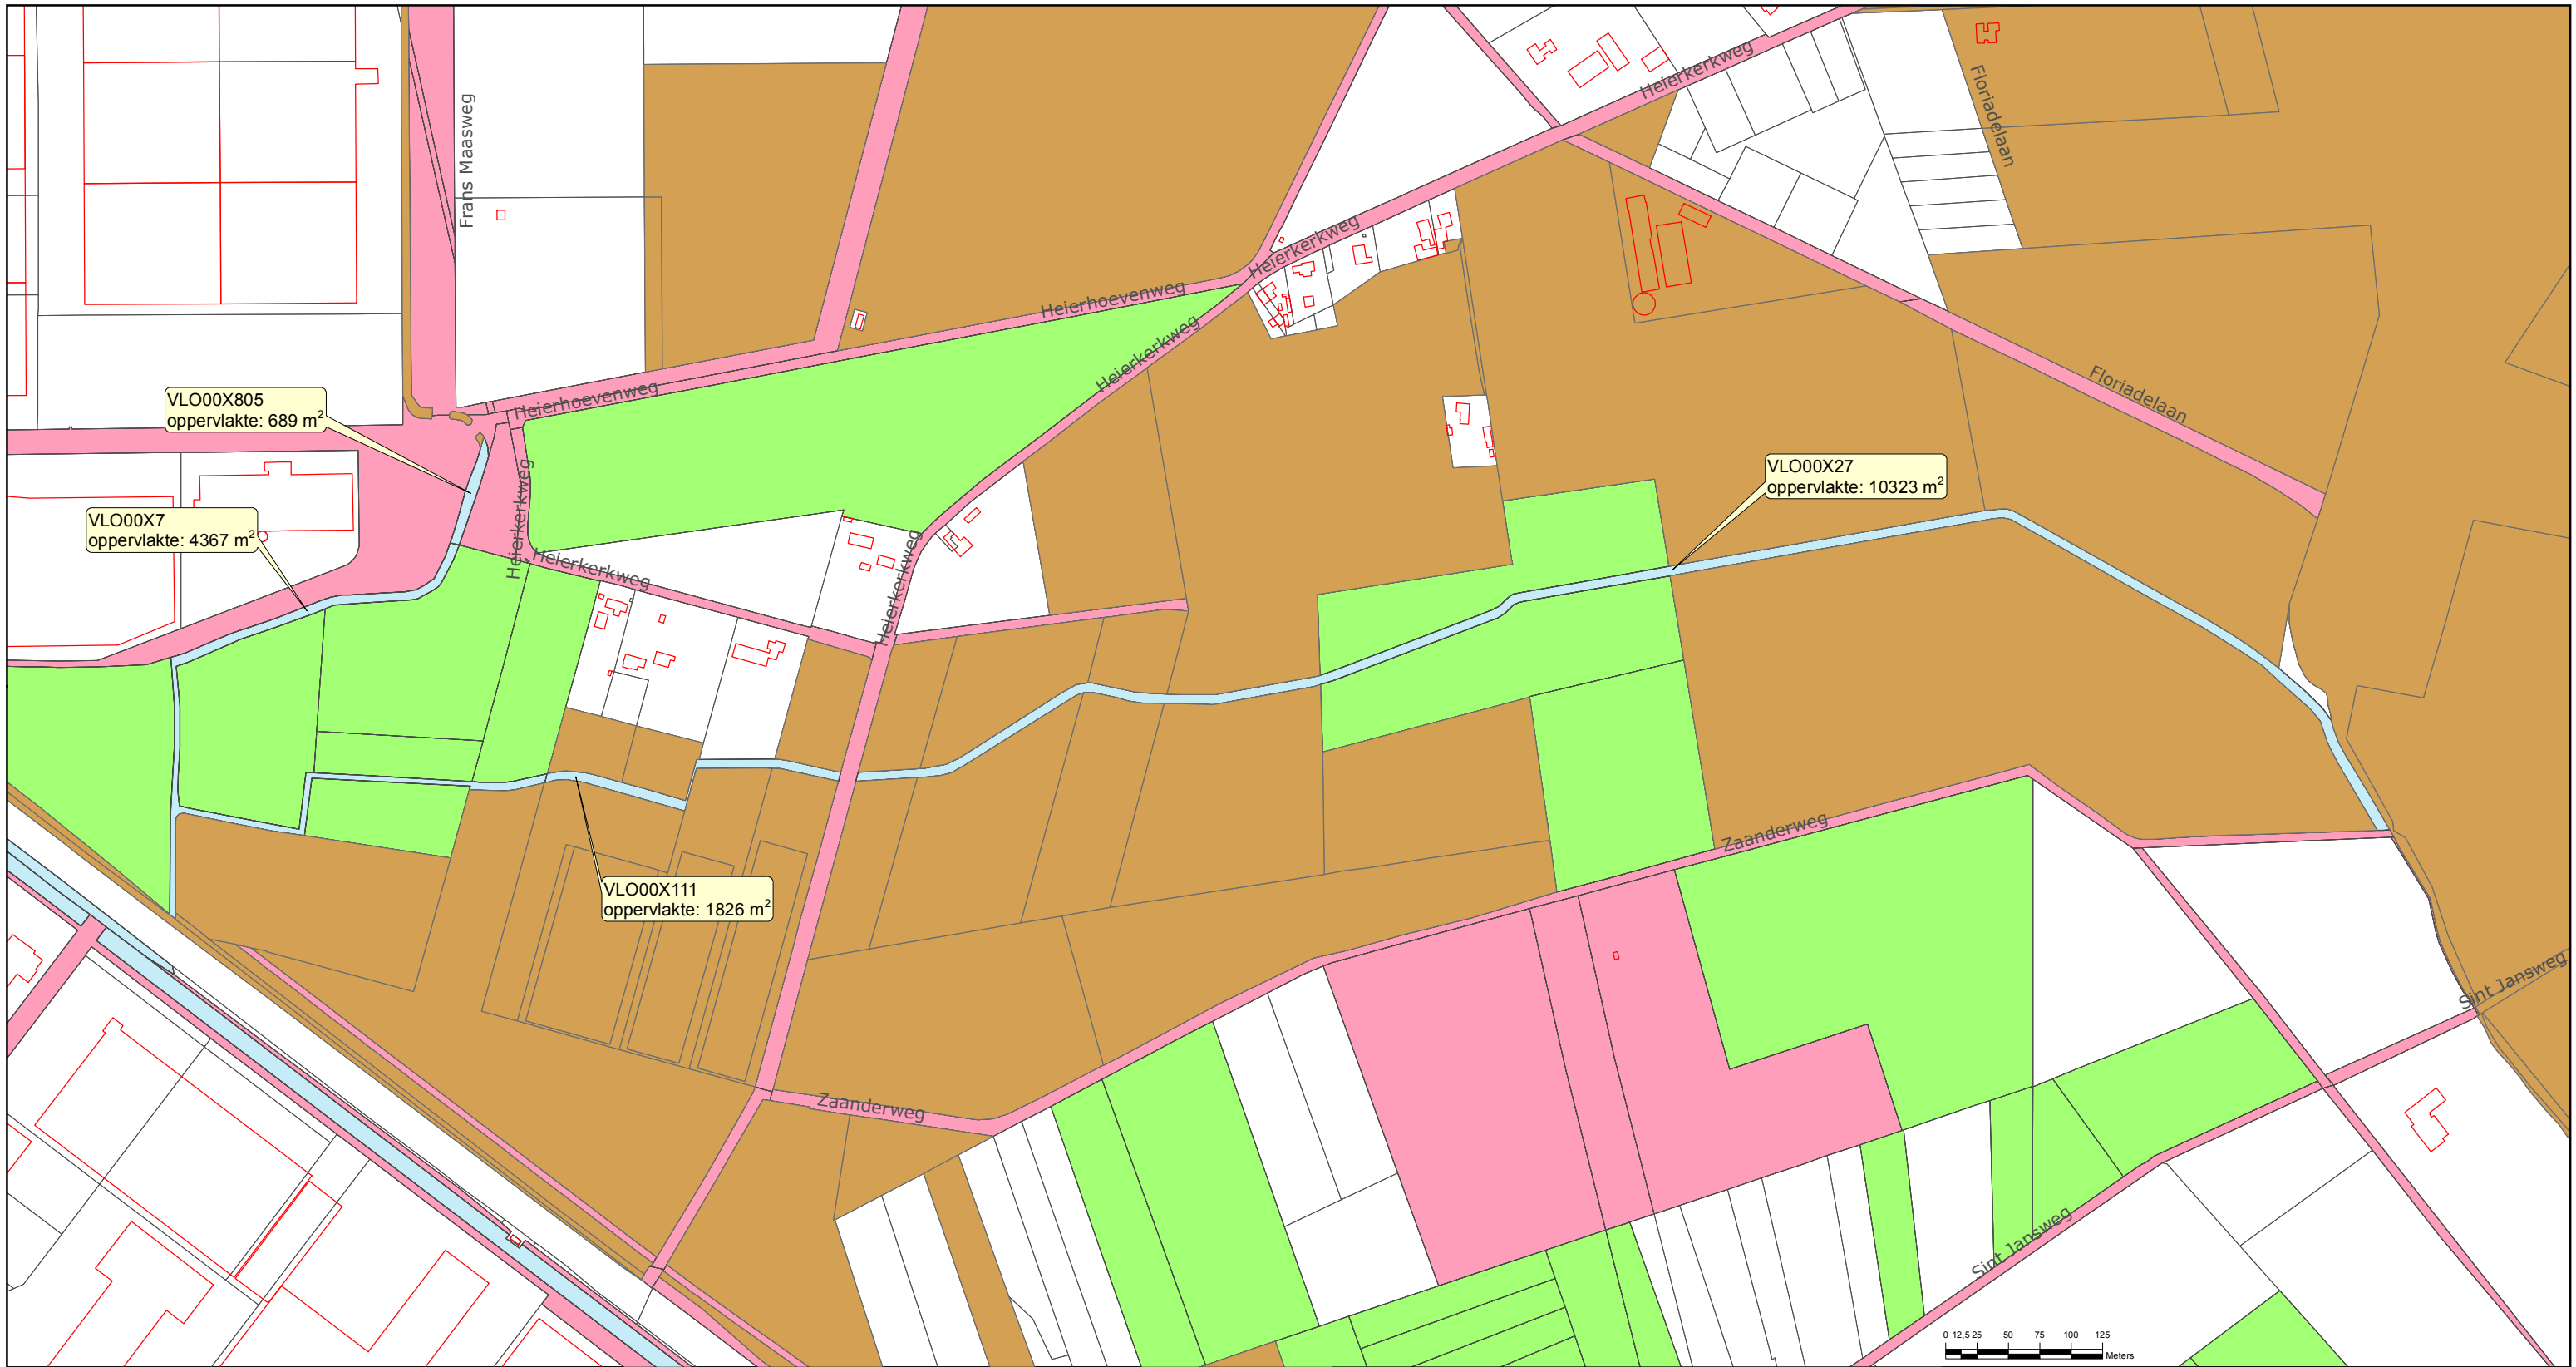 Frans Maasweg
Heierkerkweg
Floriadelaan
Heierkerkweg
Heierhoevenweg
Heierkerkweg
Heierhoevenweg
Floriadelaan
VLO00X805
oppervlakte: 689 m²
VLO00X27
oppervlakte: 10323 m²
VLO00X7
oppervlakte: 4367 m²
Heierkerkweg
Heierkerkweg
Heierkerkweg
Zaanderweg
VLO00X111
oppervlakte: 1826 m²
Sint Jansweg
Zaanderweg
Sint Jansweg
0 12,5 25 50 75 100 125
Meters